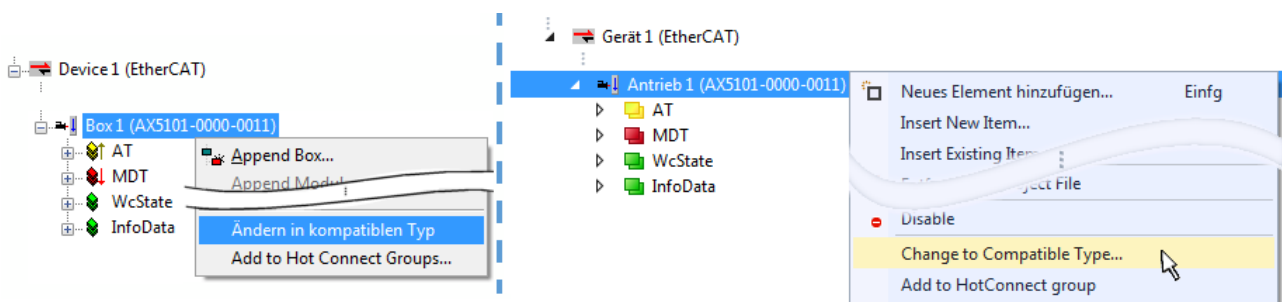 Device 1 (EtherCAT)
Box 1 (AX5101-0000-0011)
AT
MDT
WcState
InfoData
Append Box...
Append Modul
Ändern in kompatiblen Typ
Add to Hot Connect Groups...
Gerät 1 (EtherCAT)
Antrieb 1 (AX5101-0000-0011)
AT
MDT
WcState
InfoData
Neues Element hinzufügen... Einfg
Insert New Item...
Insert Existing Item
ject File
Disable
Change to Compatible Type...
Add to HotConnect group